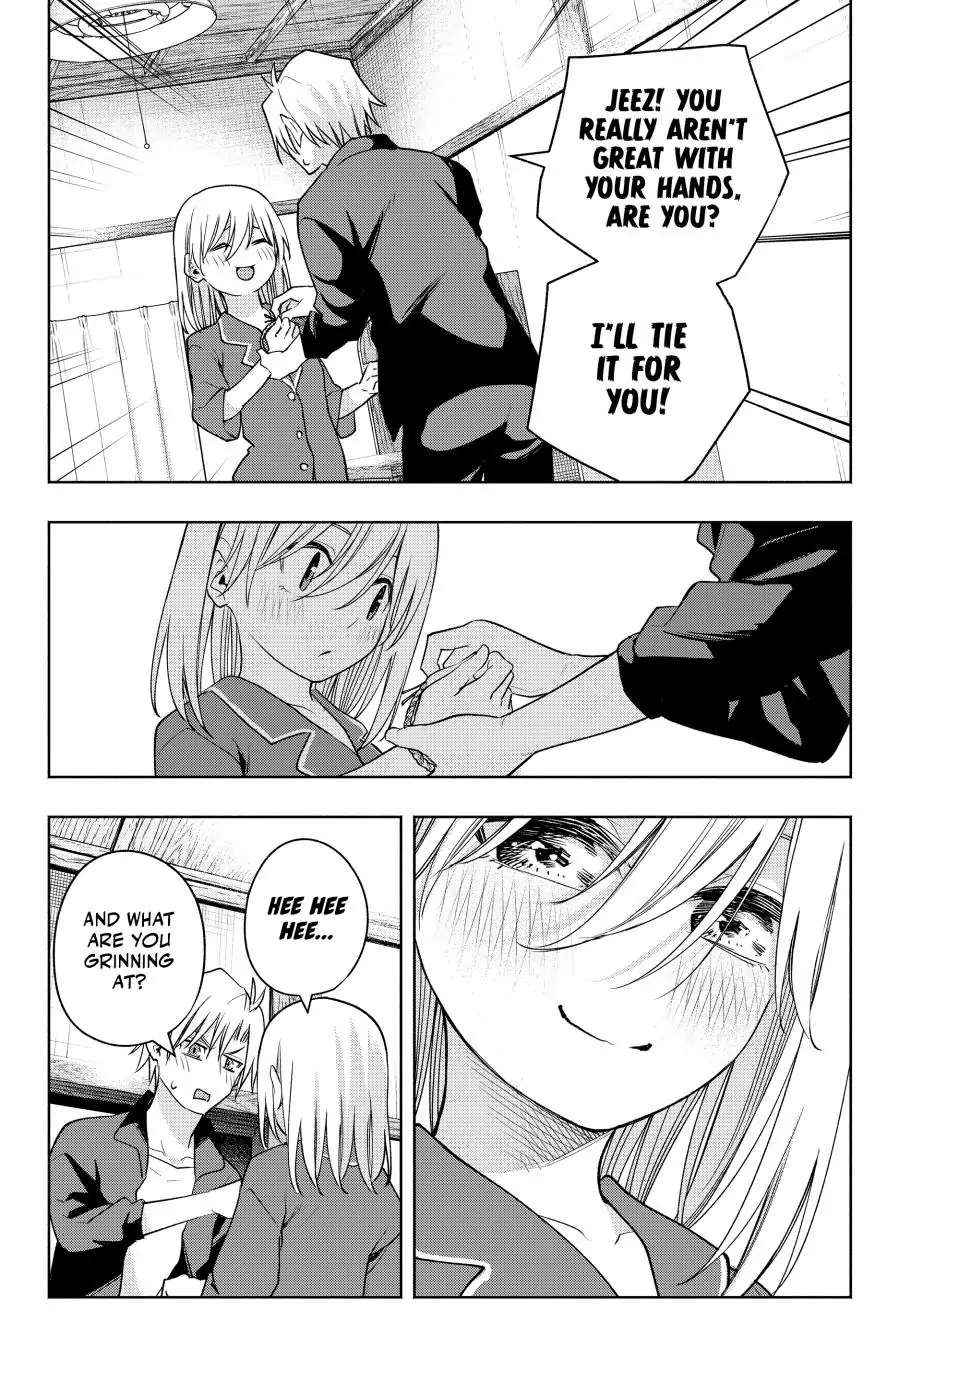 JEEZ! YOU
REALLY AREN'T
GREAT WITH
YOUR HANDS,
ARE YOU?
I'LL TIE
IT FOR
YOU!
HEE HEE
HEE...
AND WHAT
ARE YOU
GRINNING
AT?